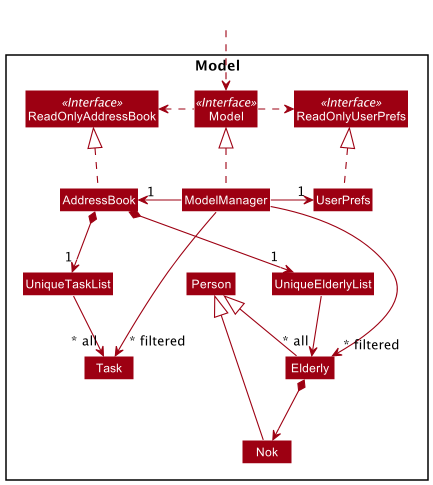 Model
«Interface»
ReadOnlyAddressBook
«Interface»
Model
«Interface»
ReadOnlyUserPrefs
AddressBook
1
ModelManager
1
UserPrefs
1
1
UniqueTaskList
Person
UniqueElderlyList
* all
* filtered
* all
* filtered
Task
Elderly
Nok